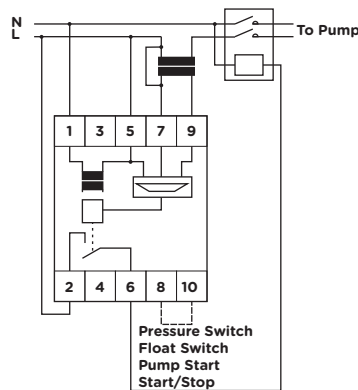 N
L
To Pump
1 3 5 7 9
2 4 6 8 10
Pressure Switch
Float Switch
Pump Start
Start/Stop